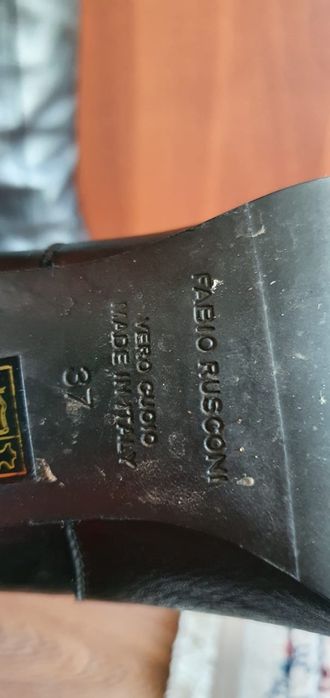 FABIO RUSCONI
VERO CUOIO
MADE IN ITALY
37